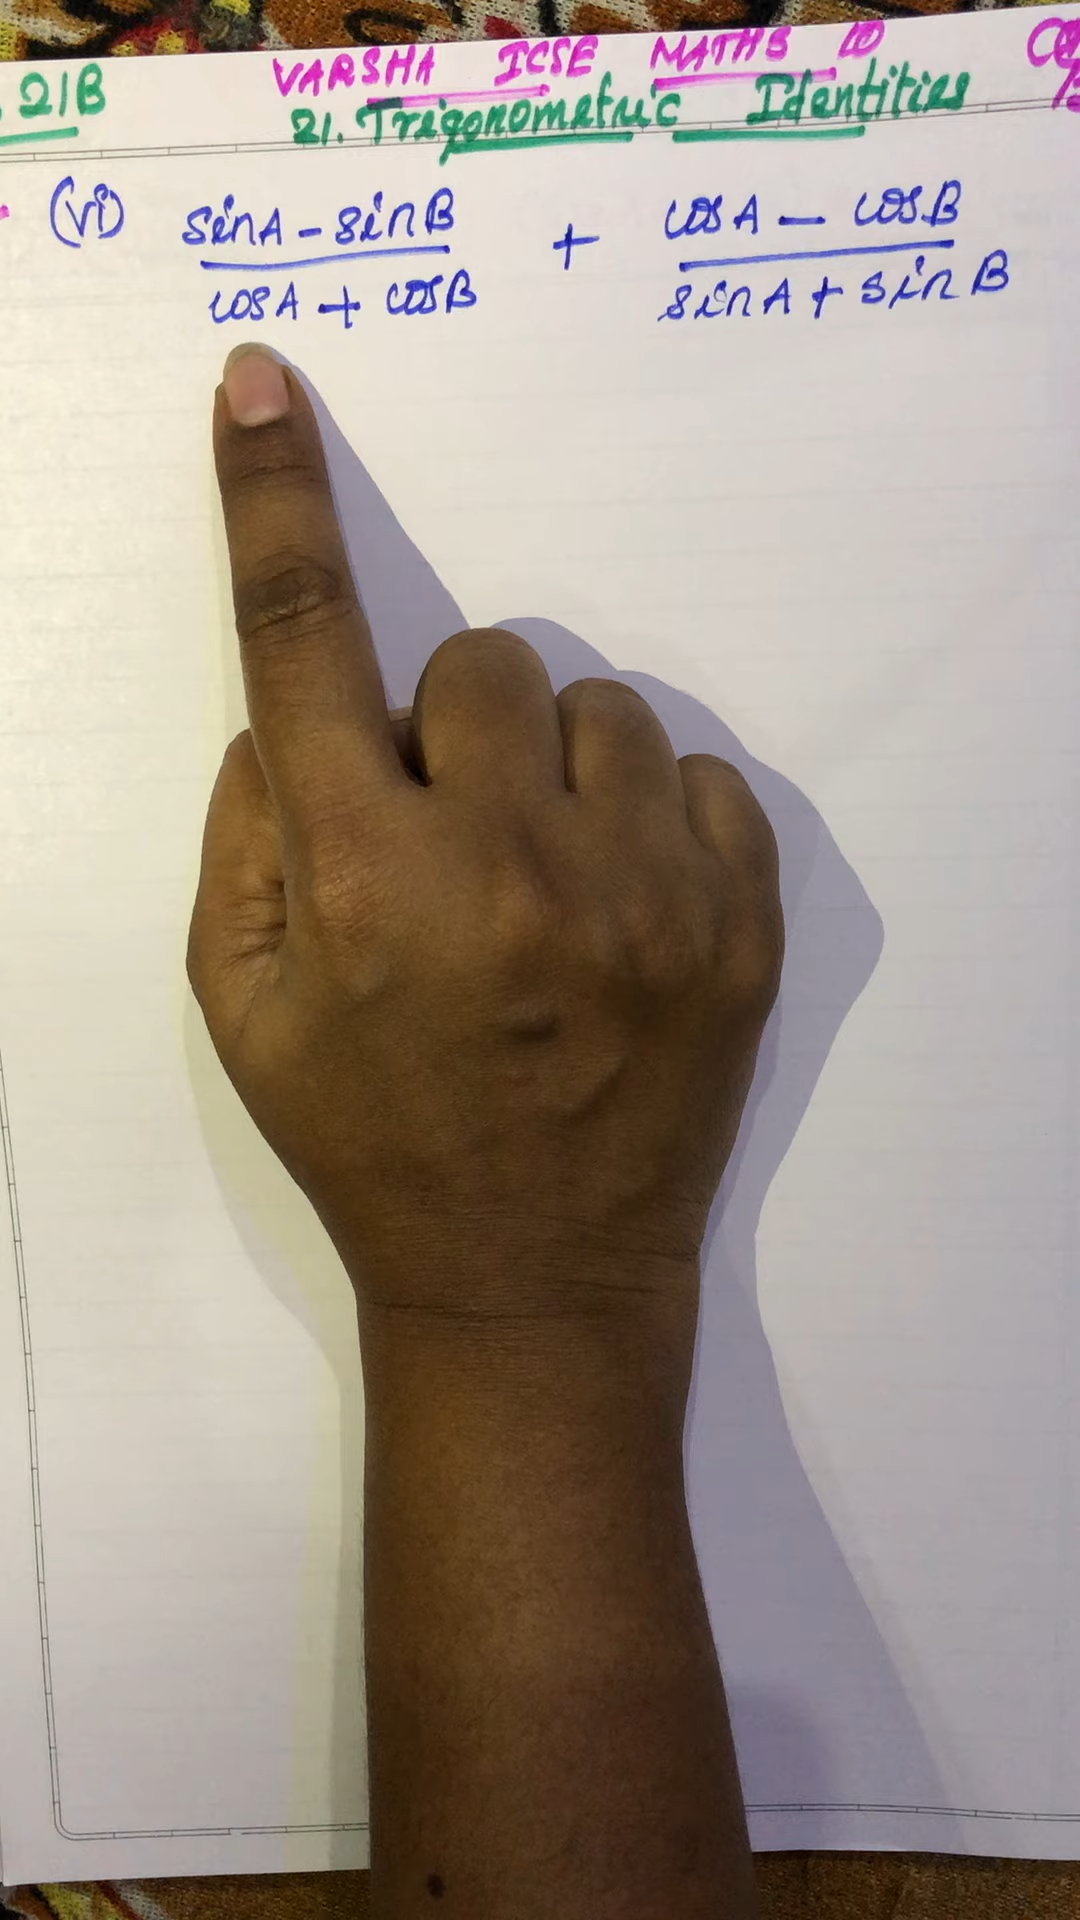 21B
VARSHA ICSE MATHS 10
21. Trigonometric Identities
(vi) sinA - sinB / cosA + cosB + cosA - cosB / sinA + sinB